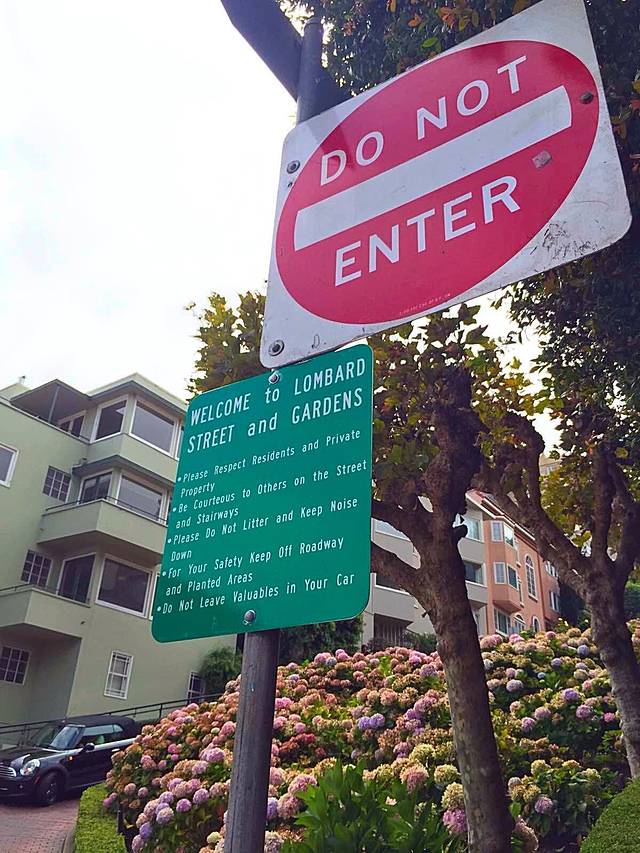 DO NOT
ENTER
WELCOME to LOMBARD
STREET and GARDENS
•Please Respect Residents and Private
Property
•Be Courteous to Others on the Street
and Stairways
•Please Do Not Litter and Keep Noise
Down
•For Your Safety Keep Off Roadway
and Planted Areas
•Do Not Leave Valuables in Your Car